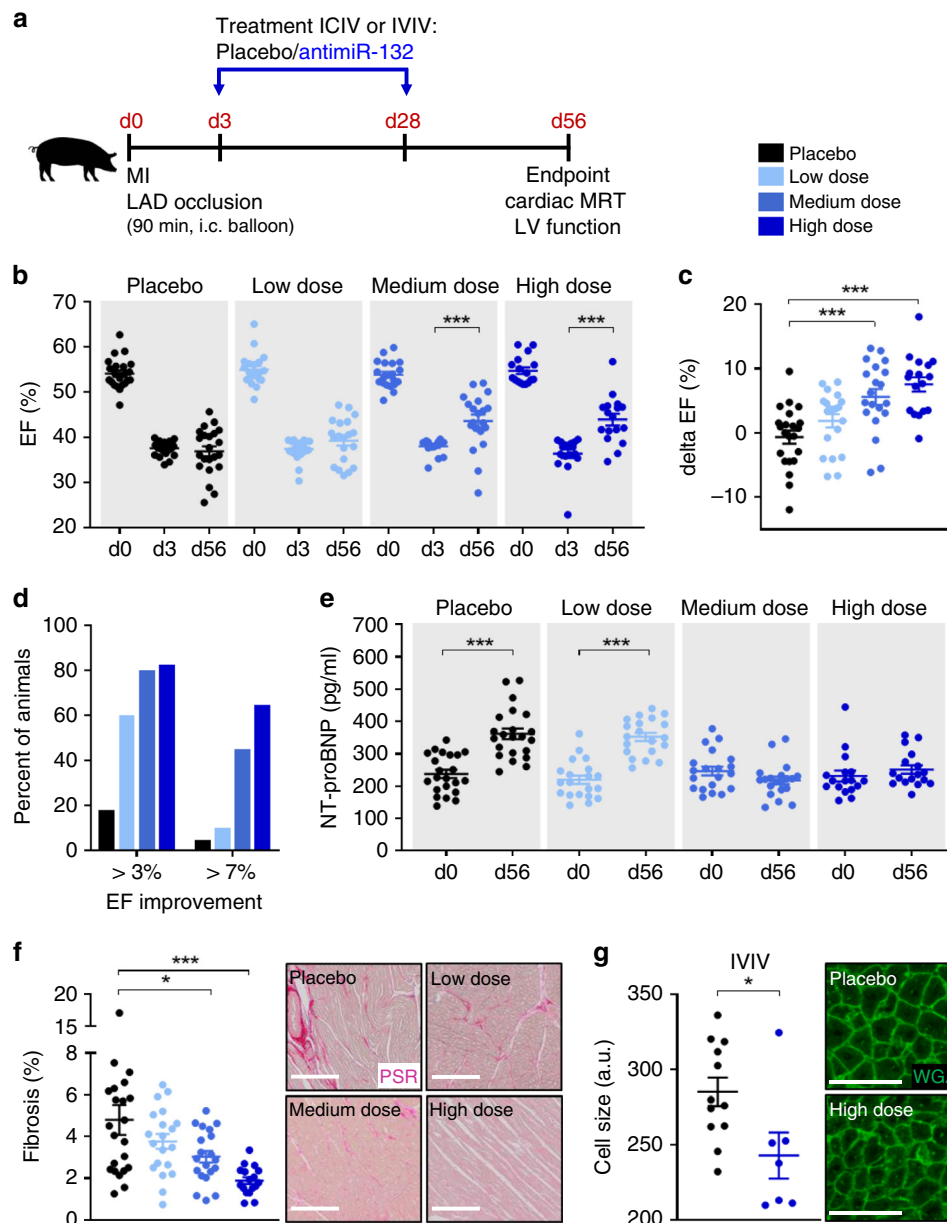 a
Treatment ICIV or IVIV:
Placebo/antimiR-132
d0 d3 d28 d56
MI
LAD occlusion
(90 min, i.c. balloon)
Endpoint
cardiac MRT
LV function
Placebo
Low dose
Medium dose
High dose
b
Placebo Low dose Medium dose High dose
EF (%)
70
60
50
40
30
20
*** ***
d0 d3 d56 d0 d3 d56 d0 d3 d56 d0 d3 d56
c
delta EF (%)
20
10
0
−10
***
***
d
Percent of animals
100
80
60
40
20
0
> 3% > 7%
EF improvement
e
Placebo Low dose Medium dose High dose
NT-proBNP (pg/ml)
700
600
500
400
300
200
100
0
*** ***
d0 d56 d0 d56 d0 d56 d0 d56
f
***
*
Fibrosis (%)
20
15
8
6
4
2
0
Placebo
PSR
Low dose
Medium dose
High dose
g
IVIV
*
Cell size (a.u.)
350
300
250
200
Placebo
WG
High dose